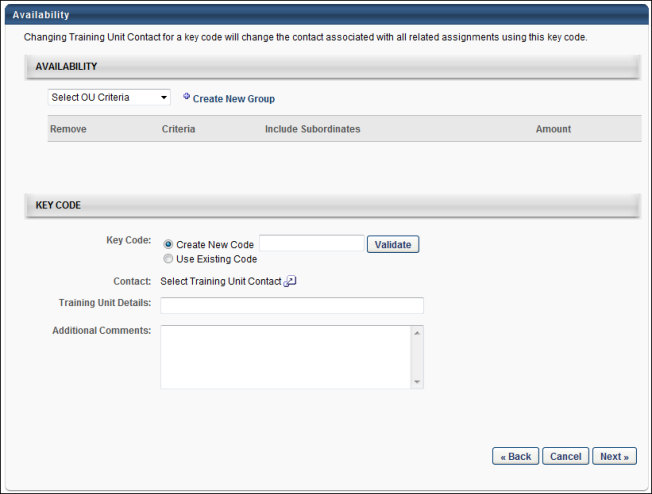 Availability
Changing Training Unit Contact for a key code will change the contact associated with all related assignments using this key code.
AVAILABILITY
Select OU Criteria Create New Group
Remove Criteria Include Subordinates Amount
KEY CODE
Key Code: Create New Code Validate
Use Existing Code
Contact: Select Training Unit Contact
Training Unit Details:
Additional Comments:
« Back Cancel Next »